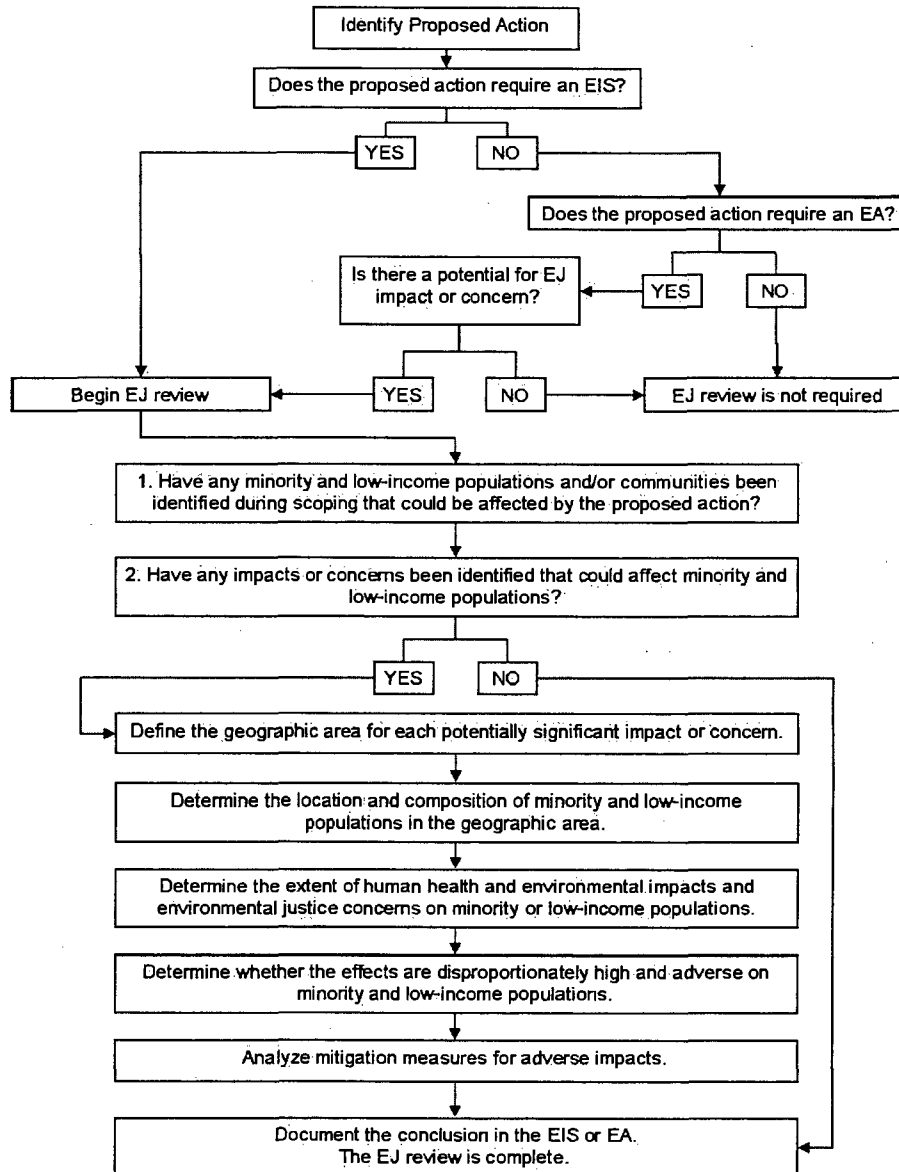 Identify Proposed Action
Does the proposed action require an EIS?
YES
NO
Does the proposed action require an EA?
Is there a potential for EJ
impact or concern?
YES
NO
Begin EJ review
YES
NO
EJ review is not required
1. Have any minority and low-income populations and/or communities been
identified during scoping that could be affected by the proposed action?
2. Have any impacts or concerns been identified that could affect minority and
low-income populations?
YES
NO
Define the geographic area for each potentially significant impact or concern.
Determine the location and composition of minority and low-income
populations in the geographic area.
Determine the extent of human health and environmental impacts and
environmental justice concerns on minority or low-income populations.
Determine whether the effects are disproportionately high and adverse on
minority and low-income populations.
Analyze mitigation measures for adverse impacts.
Document the conclusion in the EIS or EA.
The EJ review is complete.